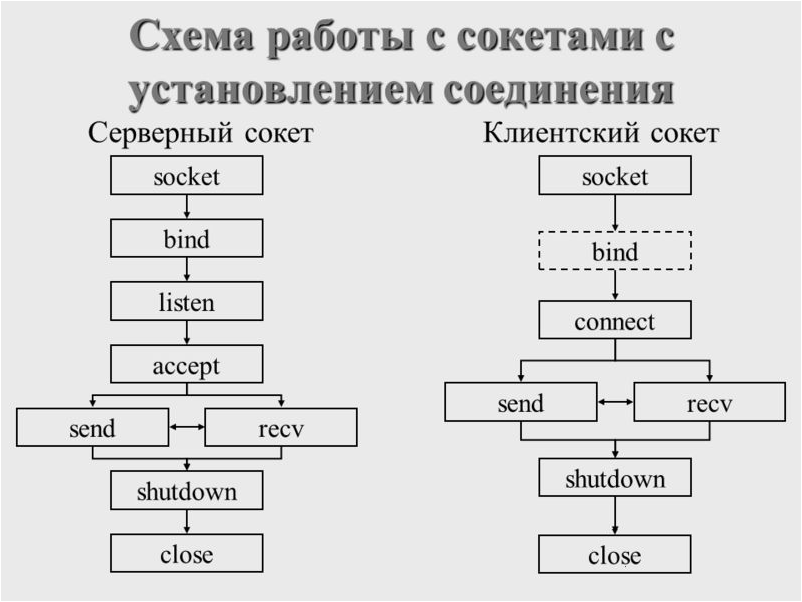 Схема работы с сокетами с
установлением соединения
Серверный сокет
socket
bind
listen
accept
send
recv
shutdown
close
Клиентский сокет
socket
bind
connect
send
recv
shutdown
close